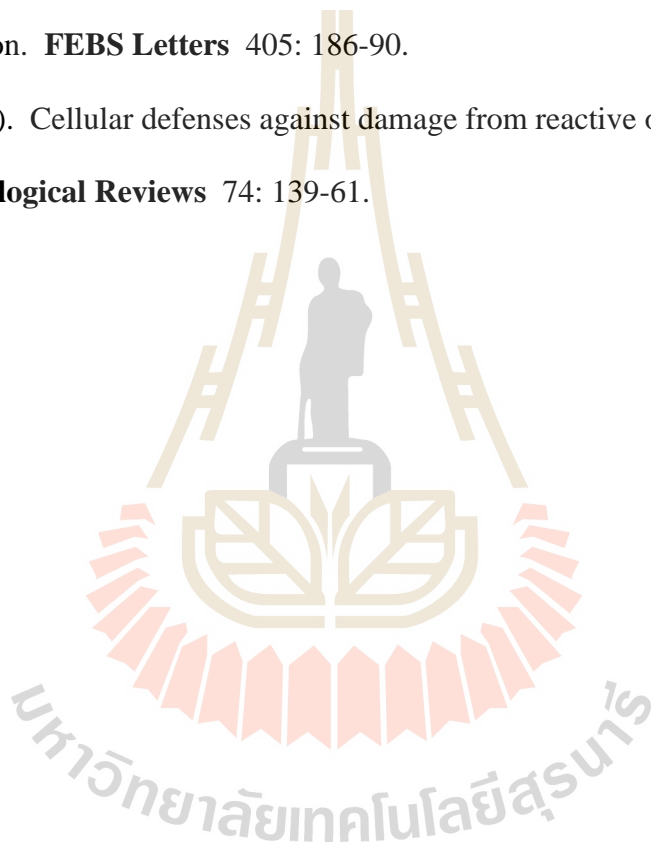 on. FEBS Letters 405: 186-90.
). Cellular defenses against damage from reactive o
logical Reviews 74: 139-61.
มหาวิทยาลัยเทคโนโลยีสุรนารี